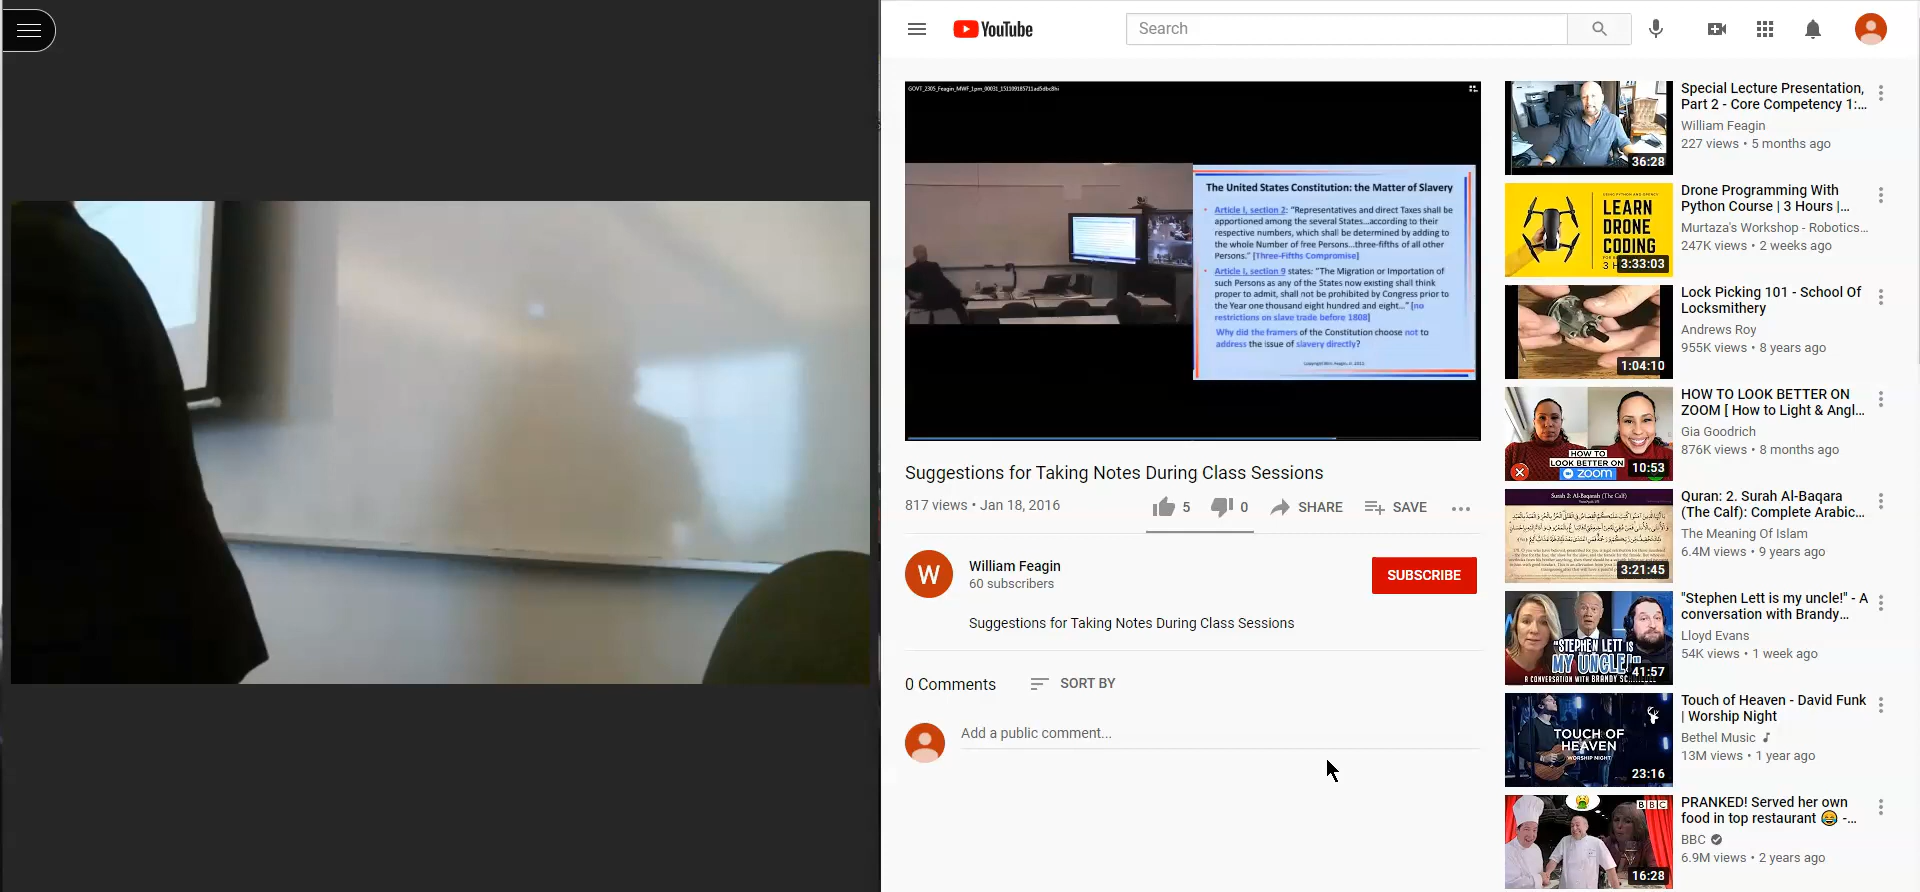 YouTube
Search
GOVT_2305_Feagin_MWF_1pm_00031_
The United States Constitution: the Matter of Slavery
• Article I, section 2: "Representatives and direct Taxes shall be
apportioned among the several States...according to their
respective numbers, which shall be determined by adding to
the whole Number of free Persons...three-fifths of all other
Persons." [Three-Fifths Compromise]
• Article I, section 9 states: "The Migration or Importation of
such Persons as any of the States now existing shall think
proper to admit, shall not be prohibited by Congress prior to
the Year one thousand eight hundred and eight..." [no
restrictions on slave trade before 1808]
Why did the framers of the Constitution choose not to
address the issue of slavery directly?
Suggestions for Taking Notes During Class Sessions
817 views • Jan 18, 2016
5
0
SHARE
SAVE
W
William Feagin
60 subscribers
SUBSCRIBE
Suggestions for Taking Notes During Class Sessions
0 Comments
SORT BY
Add a public comment...
36:28
Special Lecture Presentation,
Part 2 - Core Competency 1:...
William Feagin
227 views • 5 months ago
LEARN
DRONE
CODING
3:33:03
Drone Programming With
Python Course | 3 Hours |...
Murtaza's Workshop - Robotics...
247K views • 2 weeks ago
1:04:10
Lock Picking 101 - School Of
Locksmithery
Andrews Roy
955K views • 8 years ago
HOW TO
LOOK BETTER ON
zoom
10:53
HOW TO LOOK BETTER ON
ZOOM [ How to Light & Angl...
Gia Goodrich
876K views • 8 months ago
Surah 2: Al-Baqarah (The Calf)
3:21:45
Quran: 2. Surah Al-Baqara
(The Calf): Complete Arabic...
The Meaning Of Islam
6.4M views • 9 years ago
"STEPHEN LETT IS
MY UNCLE!"
A CONVERSATION WITH BRANDY
41:57
"Stephen Lett is my uncle!" - A
conversation with Brandy...
Lloyd Evans
54K views • 1 week ago
TOUCH OF
HEAVEN
WORSHIP NIGHT
23:16
Touch of Heaven - David Funk
| Worship Night
Bethel Music
13M views • 1 year ago
BBC
16:28
PRANKED! Served her own
food in top restaurant 😂 -...
BBC
6.9M views • 2 years ago